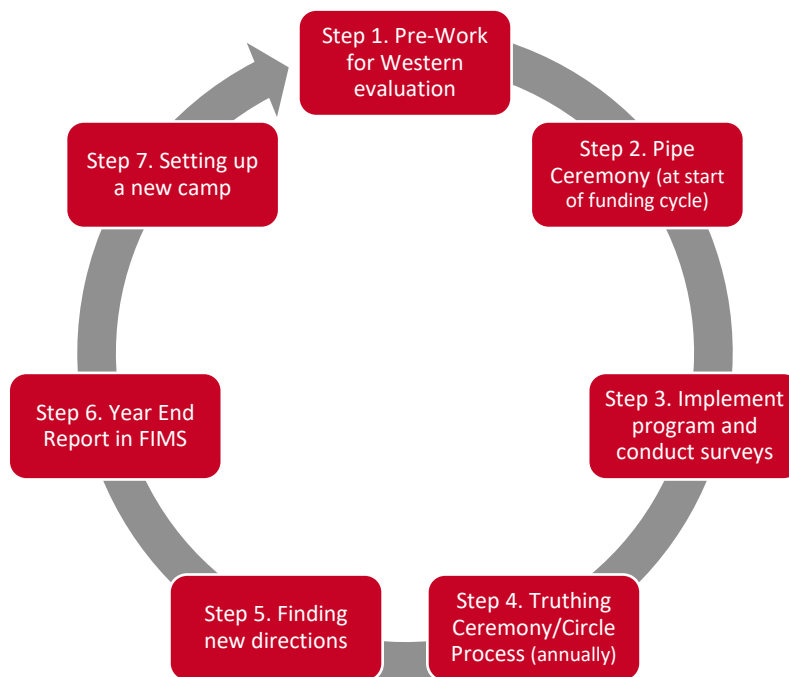 Step 1. Pre-Work
for Western
evaluation
Step 2. Pipe
Ceremony (at start
of funding cycle)
Step 3. Implement
program and
conduct surveys
Step 4. Truthing
Ceremony/Circle
Process (annually)
Step 5. Finding
new directions
Step 6. Year End
Report in FIMS
Step 7. Setting up
a new camp